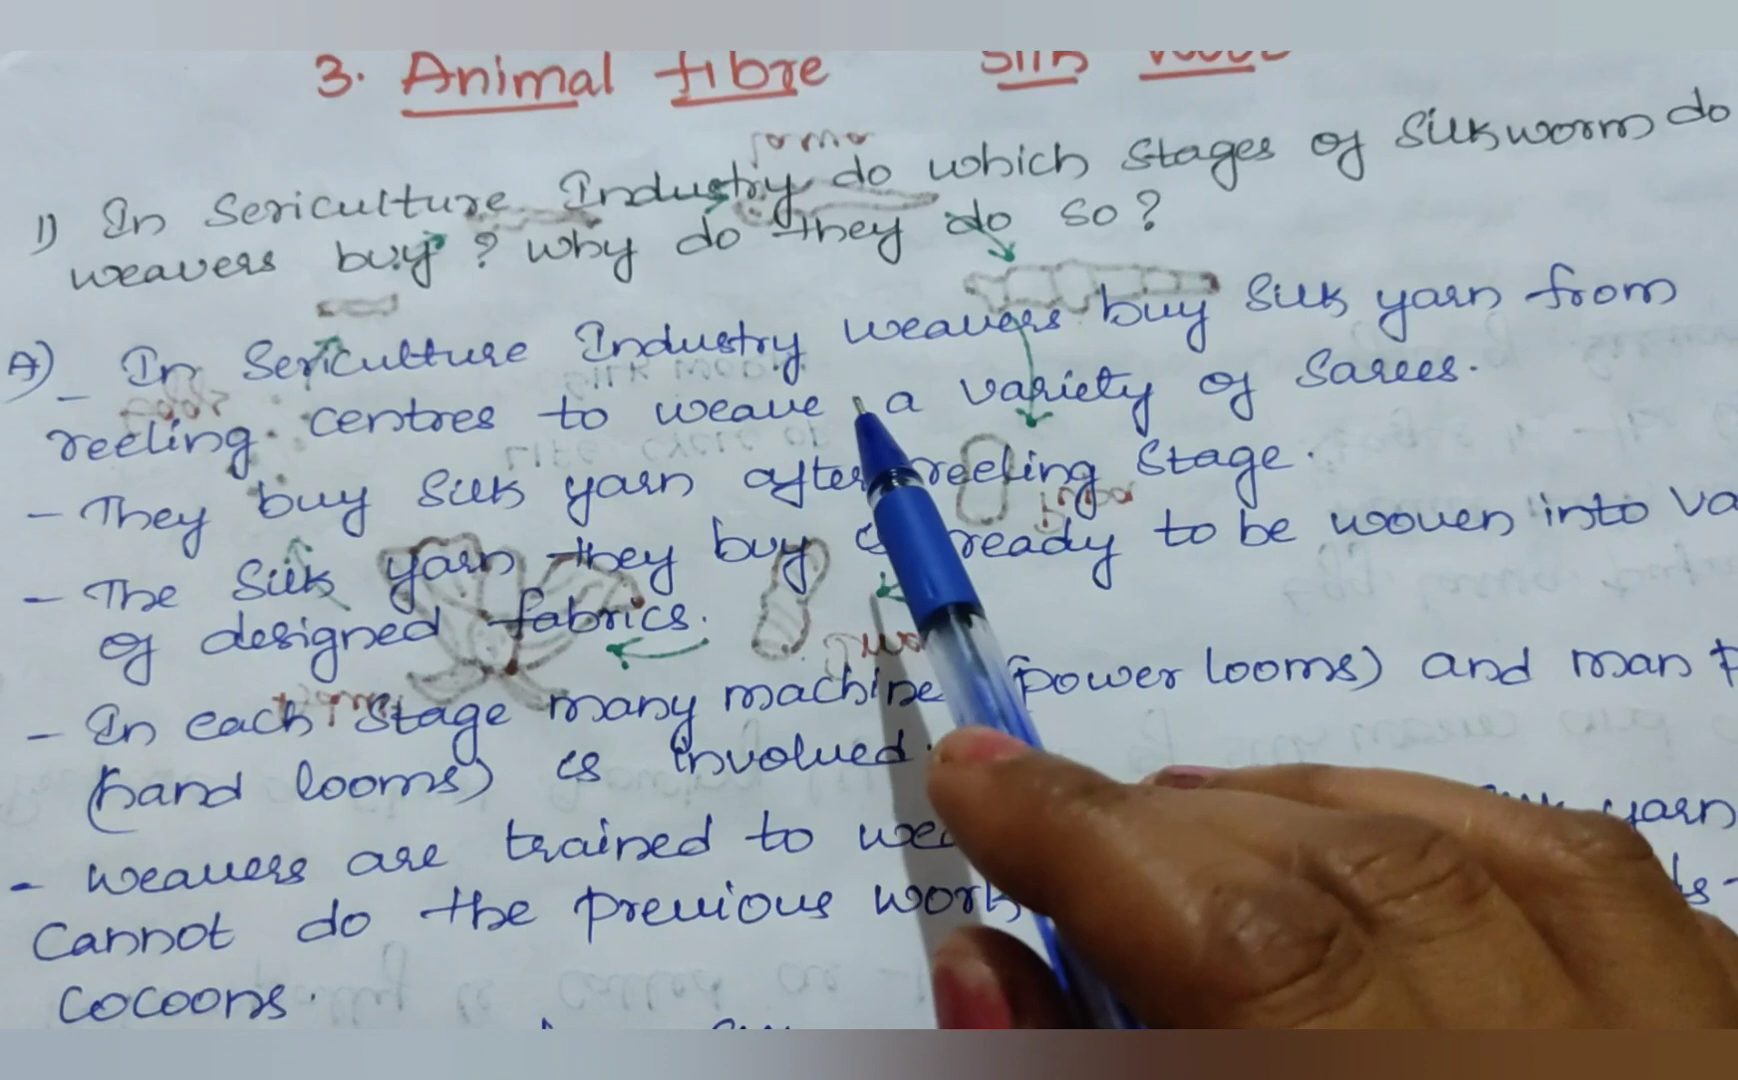 3. Animal fibre Silk Wool
1) In Sericulture Industry do which stages of Silkworm do
weavers buy? Why do they do so?
A) - In Sericulture Industry weavers buy Silk yarn from
reeling centres to weave a variety of Sarees.
- They buy Silk yarn after reeling Stage.
- The Silk yarn they buy is ready to be woven into
of designed fabrics.
- In each Stage many machine (power looms) and man
(hand looms) is involved.
- weavers are trained to yarn
cannot do the previous work
cocoons.